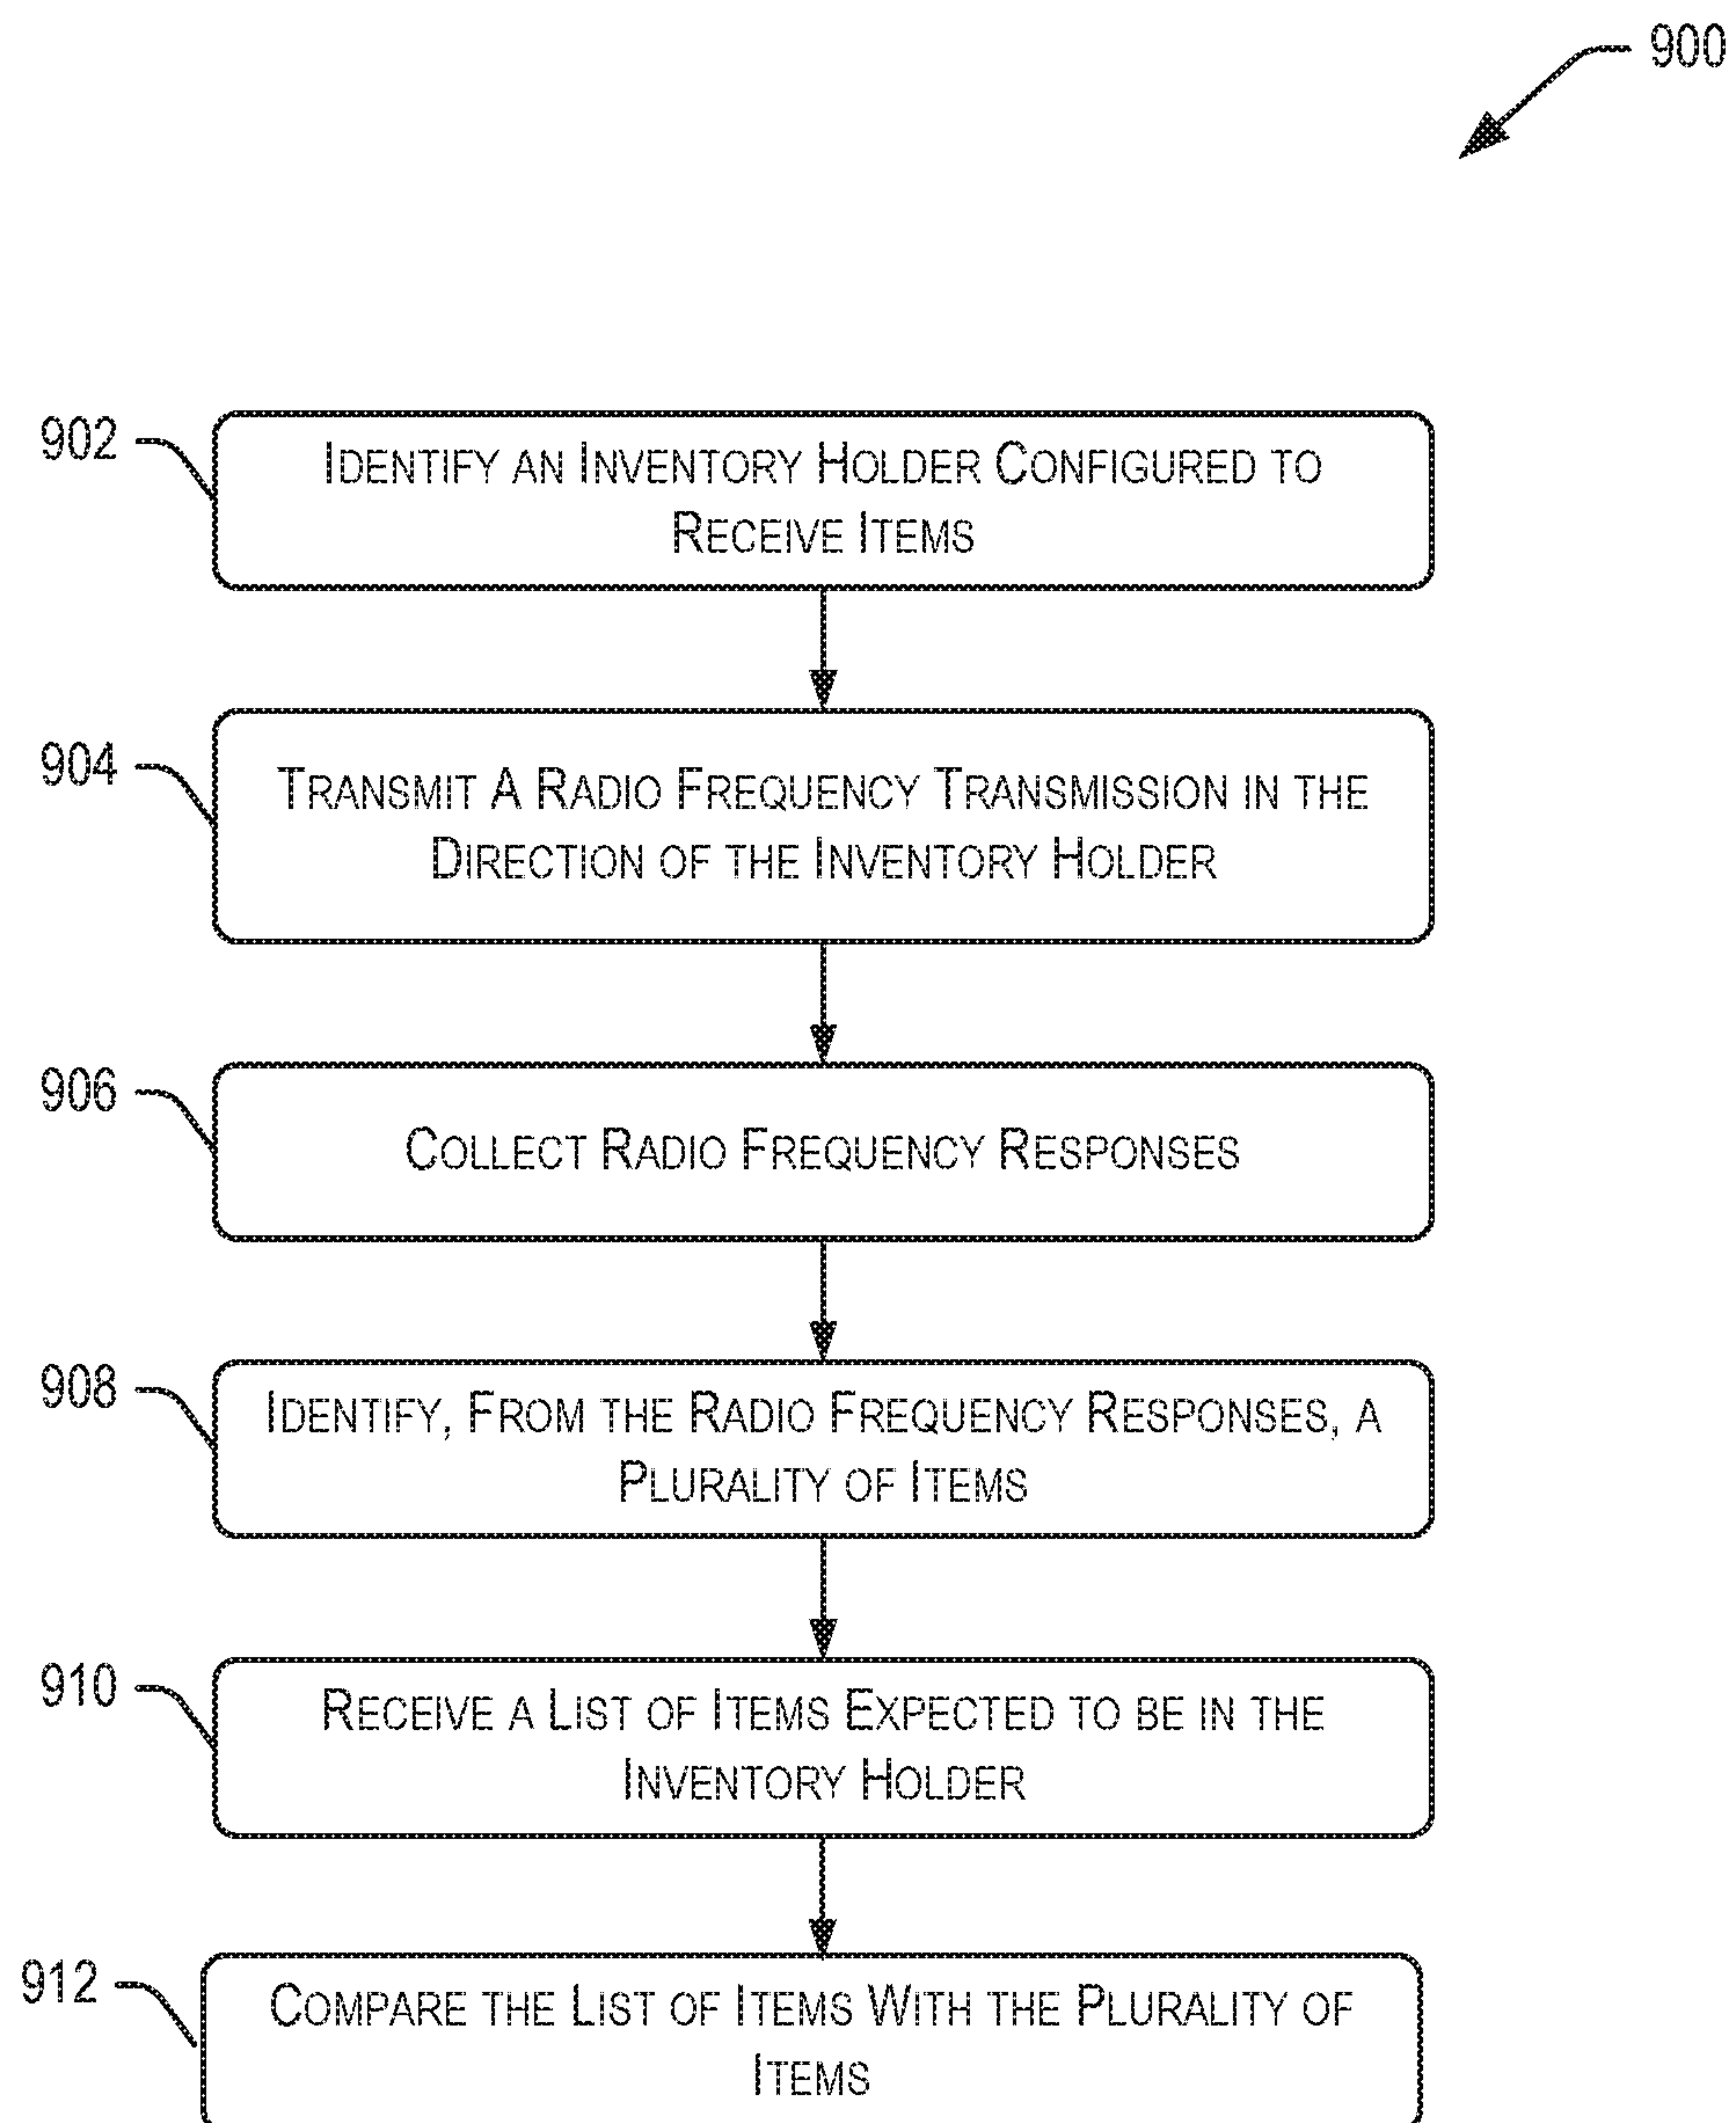 900
902
IDENTIFY AN INVENTORY HOLDER CONFIGURED TO
RECEIVE ITEMS
904
TRANSMIT A RADIO FREQUENCY TRANSMISSION IN THE
DIRECTION OF THE INVENTORY HOLDER
906
COLLECT RADIO FREQUENCY RESPONSES
908
IDENTIFY, FROM THE RADIO FREQUENCY RESPONSES, A
PLURALITY OF ITEMS
910
RECEIVE A LIST OF ITEMS EXPECTED TO BE IN THE
INVENTORY HOLDER
912
COMPARE THE LIST OF ITEMS WITH THE PLURALITY OF
ITEMS